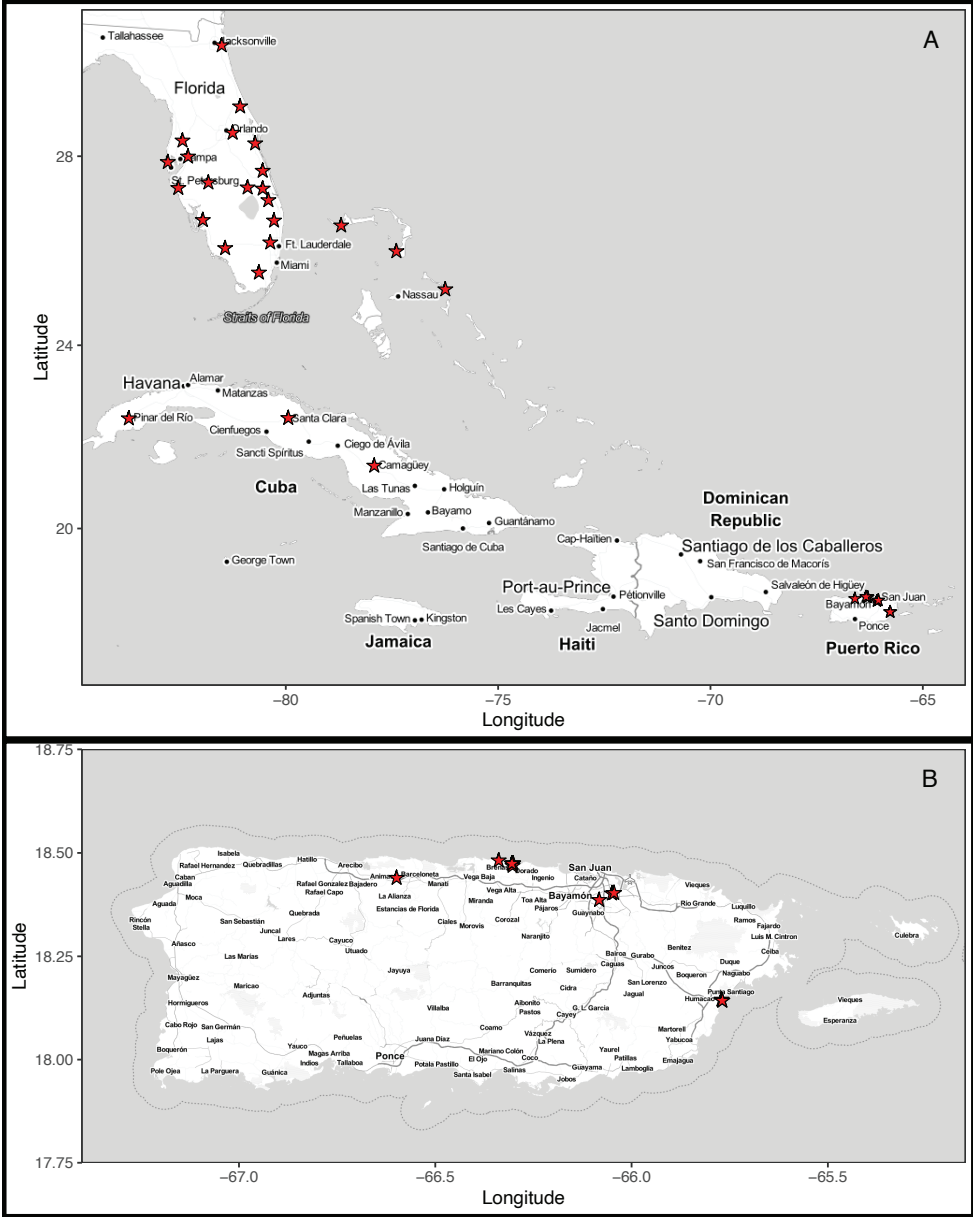 A
Tallahassee
Jacksonville
Florida
Orlando
28
Tampa
St. Petersburg
Ft. Lauderdale
Miami
Nassau
Straits of Florida
24
Latitude
Havana
Alamar
Matanzas
Pinar del Río
Santa Clara
Cienfuegos
Sancti Spíritus
Ciego de Ávila
Camagüey
Las Tunas
Holguín
Cuba
Manzanillo
Bayamo
Guantánamo
Santiago de Cuba
20
Dominican
Republic
Cap-Haïtien
Santiago de los Caballeros
San Francisco de Macorís
George Town
Port-au-Prince
Pétionville
Salvaleón de Higüey
San Juan
Bayamón
Les Cayes
Jacmel
Santo Domingo
Ponce
Spanish Town
Kingston
Jamaica
Haiti
Puerto Rico
−80
−75
−70
−65
Longitude
18.75
B
18.50
Isabela
Rafael Hernandez
Quebradillas
Hatillo
Arecibo
San Juan
Caban
Aguadilla
Barceloneta
Dorado
Ingenio
Cataño
Vega Baja
Moca
Rafael Gonzalez
Bajadero
Manatí
Rafael Capo
Vega Alta
Bayamón
Vieques
La Alianza
Miranda
Toa Alta
Aguada
Pájaros
Río Grande
Luquillo
Estancias de Florida
Guaynabo
Quebrada
Rincón
Stella
San Sebastián
Ciales
Morovis
Corozal
Ramos
Fajardo
Juncal
Lares
Cayuco
Naranjito
Luis M. Cintron
Culebra
Añasco
Utuado
Benitez
Ceiba
18.25
Las Marías
Bairoa
Gurabo
Duque
Caguas
Juncos
Jayuya
Comerío
Sumidero
Boqueron
Naguabo
Mayagüez
Maricao
Barranquitas
Cidra
San Lorenzo
Jagual
Punta Santiago
Humacao
Adjuntas
Hormigueros
Villalba
Aibonito
Pastos
G. L. Garcia
Cayey
Vieques
Esperanza
Cabo Rojo
San Germán
Coamo
Vázquez
La Plena
Martorell
Yabucoa
Lajas
Peñuelas
Juana Díaz
Boquerón
Yauco
Magas Arriba
Ponce
Mariano Colón
Yaurel
Indios
Tallaboa
El Ojo
Coco
Patillas
Emajagua
18.00
Pole Ojea
La Parguera
Guánica
Potala Pastillo
Santa Isabel
Salinas
Guayama
Lamboglia
Jobos
Latitude
17.75
−67.0
−66.5
−66.0
−65.5
Longitude